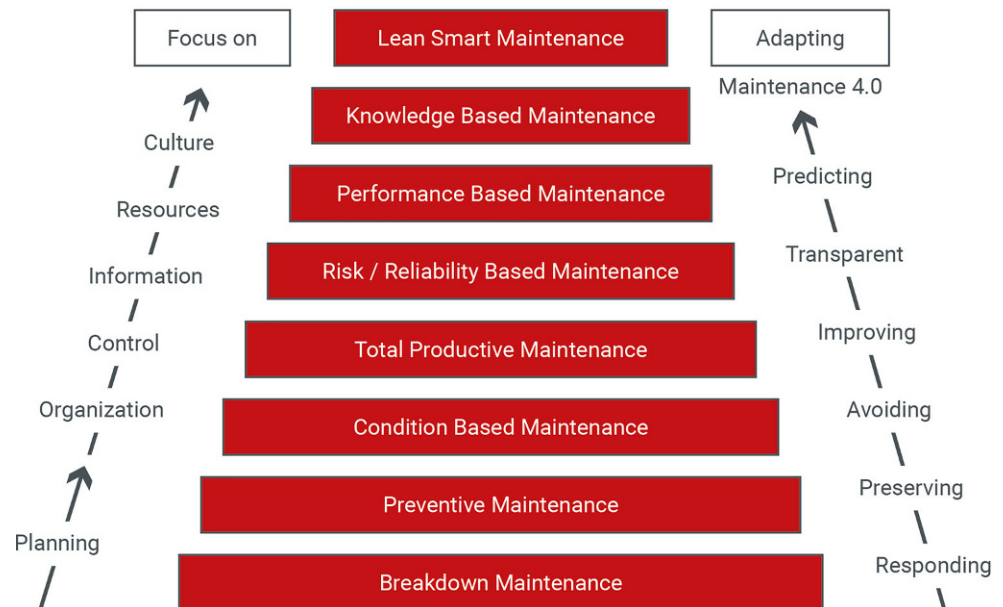 Focus on
Lean Smart Maintenance
Adapting
Maintenance 4.0
Knowledge Based Maintenance
Culture
Predicting
Performance Based Maintenance
Resources
Transparent
Risk / Reliability Based Maintenance
Information
Improving
Control
Total Productive Maintenance
Organization
Avoiding
Condition Based Maintenance
Preserving
Preventive Maintenance
Planning
Responding
Breakdown Maintenance